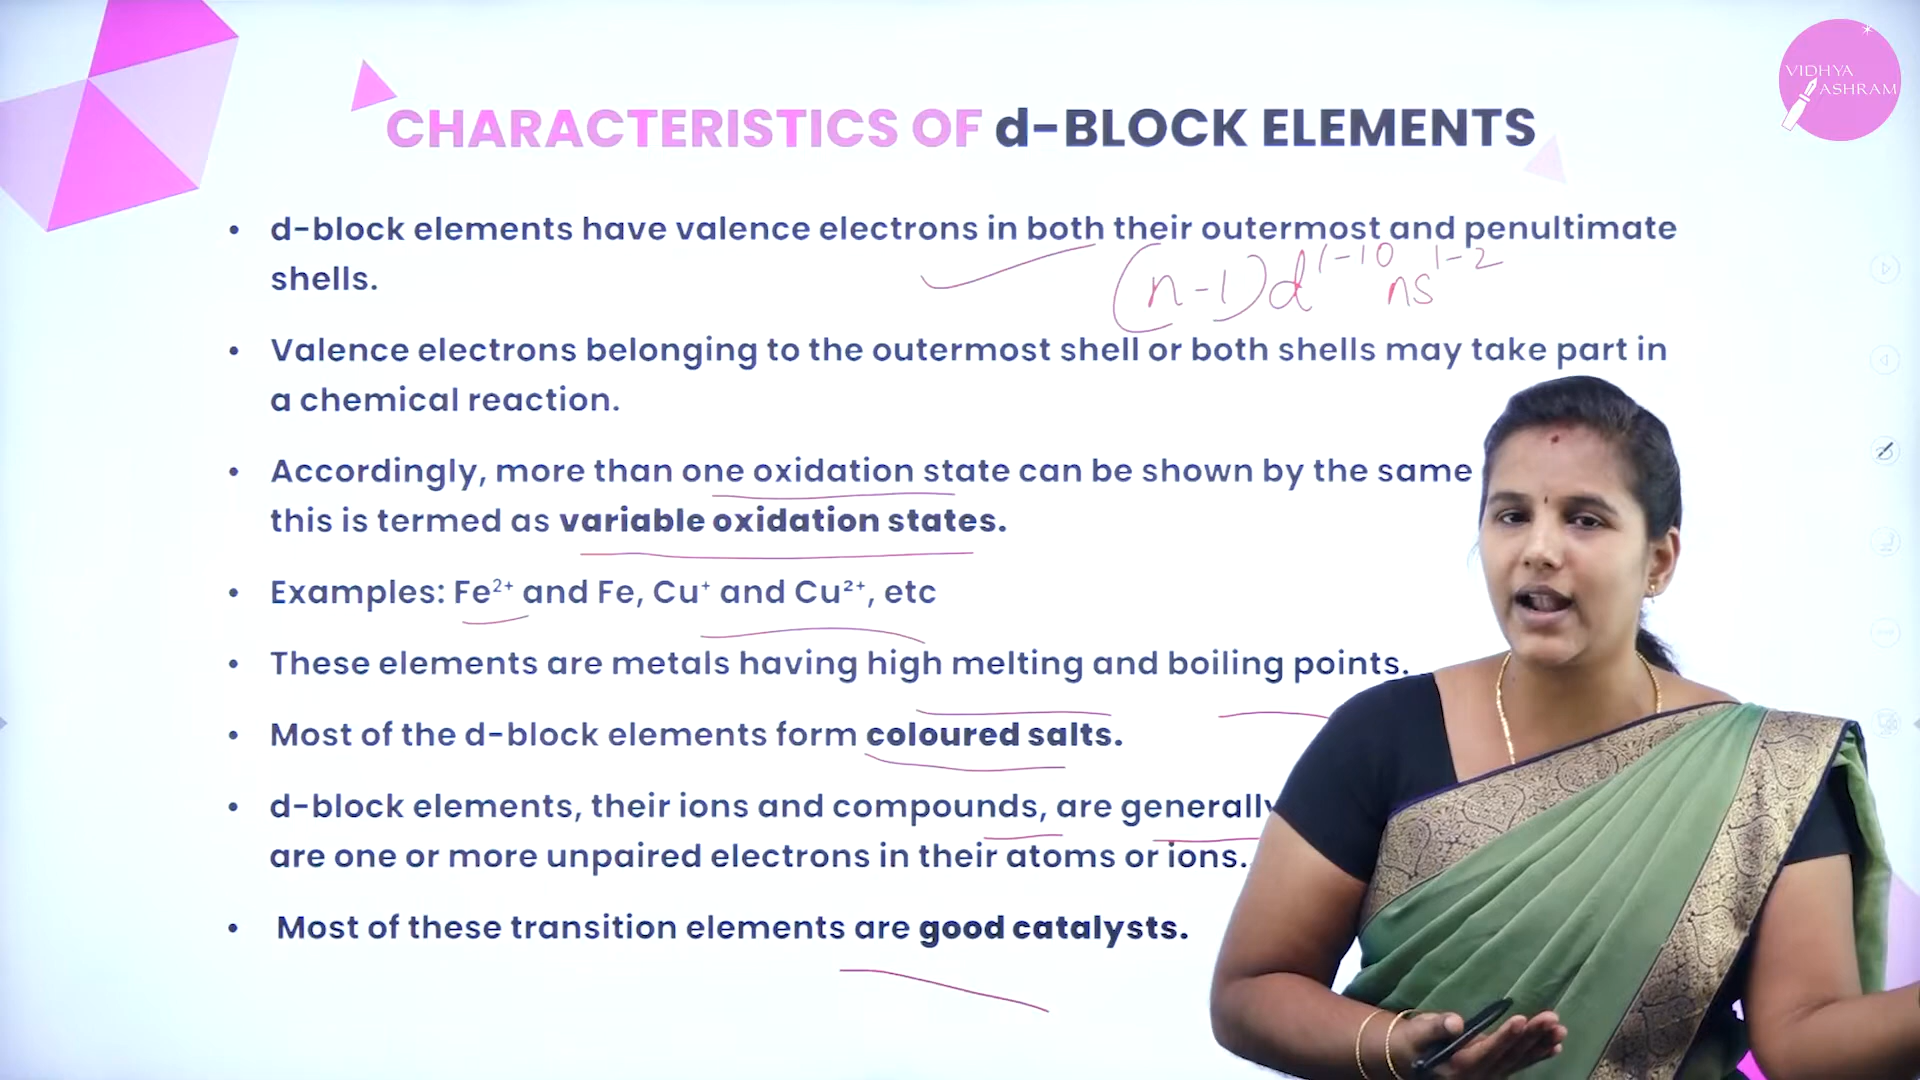 VIDHYA
ASHRAM
CHARACTERISTICS OF d-BLOCK ELEMENTS
• d-block elements have valence electrons in both their outermost and penultimate
shells.
(n-1)d¹⁻¹⁰ ns¹⁻²
• Valence electrons belonging to the outermost shell or both shells may take part in
a chemical reaction.
• Accordingly, more than one oxidation state can be shown by the same
this is termed as variable oxidation states.
• Examples: Fe²⁺ and Fe, Cu⁺ and Cu²⁺, etc
• These elements are metals having high melting and boiling points.
• Most of the d-block elements form coloured salts.
• d-block elements, their ions and compounds, are generally
are one or more unpaired electrons in their atoms or ions.
• Most of these transition elements are good catalysts.